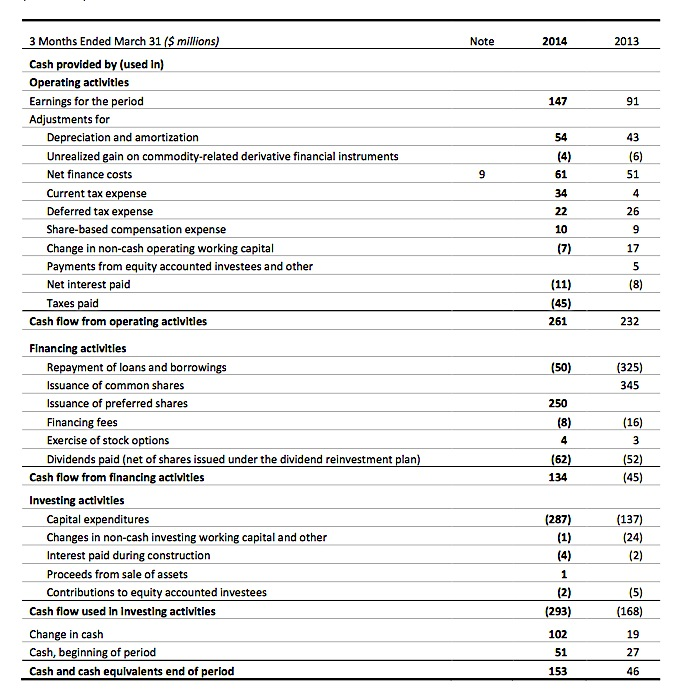 3 Months Ended March 31 ($ millions) Note 2014 2013
Cash provided by (used in)
Operating activities
Earnings for the period 147 91
Adjustments for
Depreciation and amortization 54 43
Unrealized gain on commodity-related derivative financial instruments (4) (6)
Net finance costs 9 61 51
Current tax expense 34 4
Deferred tax expense 22 26
Share-based compensation expense 10 9
Change in non-cash operating working capital (7) 17
Payments from equity accounted investees and other 5
Net interest paid (11) (8)
Taxes paid (45)
Cash flow from operating activities 261 232
Financing activities
Repayment of loans and borrowings (50) (325)
Issuance of common shares 345
Issuance of preferred shares 250
Financing fees (8) (16)
Exercise of stock options 4 3
Dividends paid (net of shares issued under the dividend reinvestment plan) (62) (52)
Cash flow from financing activities 134 (45)
Investing activities
Capital expenditures (287) (137)
Changes in non-cash investing working capital and other (1) (24)
Interest paid during construction (4) (2)
Proceeds from sale of assets 1
Contributions to equity accounted investees (2) (5)
Cash flow used in investing activities (293) (168)
Change in cash 102 19
Cash, beginning of period 51 27
Cash and cash equivalents end of period 153 46